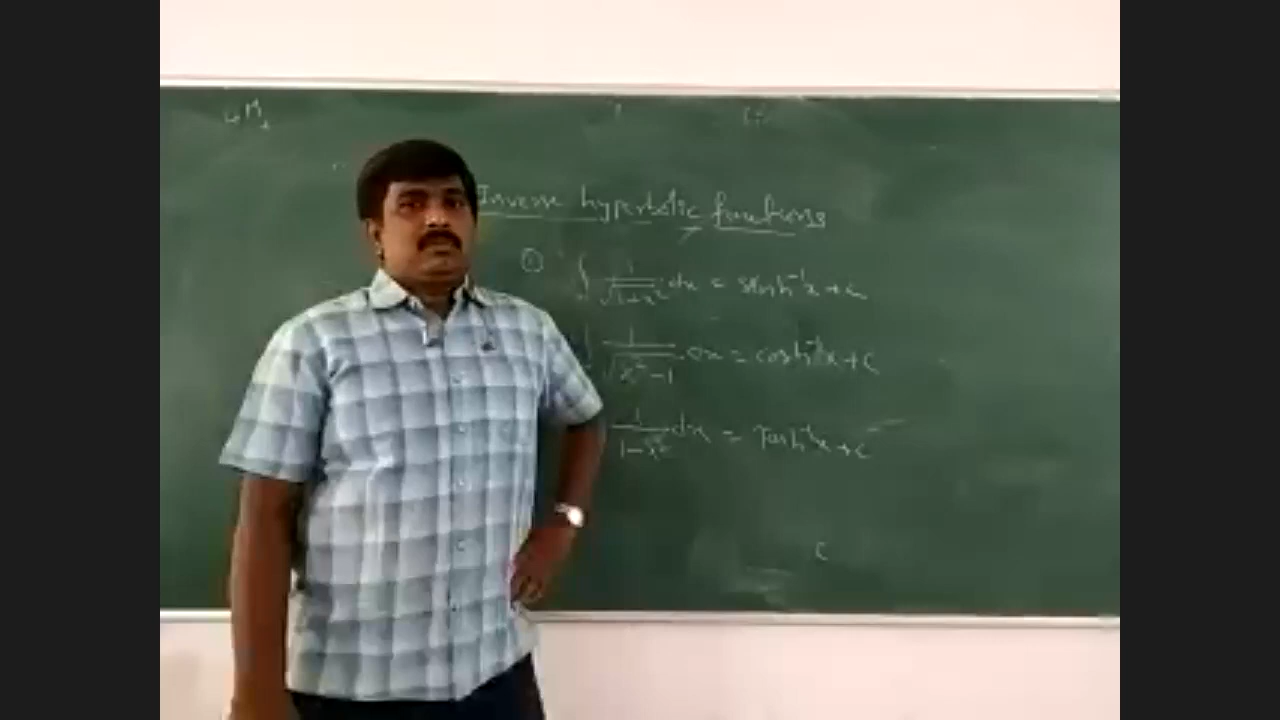 Inverse hyperbolic functions
① ∫ 1/√(1+x²) dx = sinh⁻¹x + c
∫ 1/√(x²-1) dx = cosh⁻¹x + c
1/(1-x²) dx = Tanh⁻¹x + c